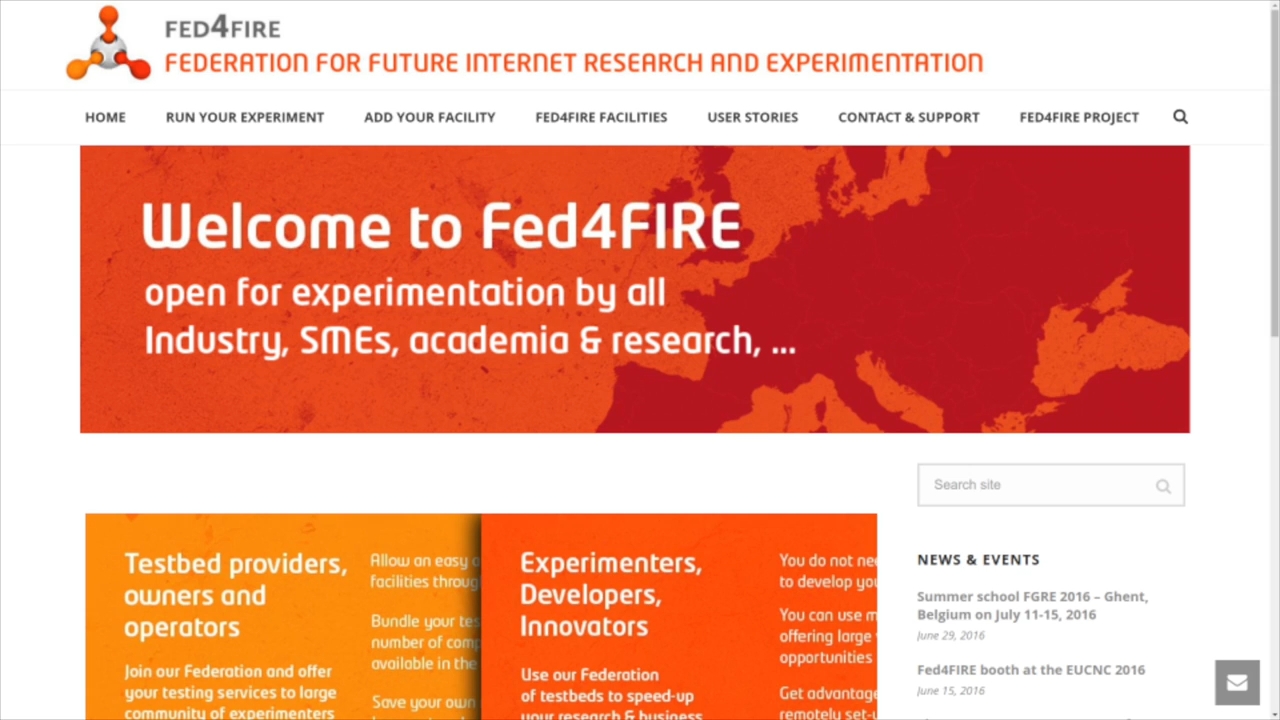 FED4FIRE
FEDERATION FOR FUTURE INTERNET RESEARCH AND EXPERIMENTATION
HOME RUN YOUR EXPERIMENT ADD YOUR FACILITY FED4FIRE FACILITIES USER STORIES CONTACT & SUPPORT FED4FIRE PROJECT
Welcome to Fed4FIRE
open for experimentation by all
Industry, SMEs, academia & research, ...
Search site
Testbed providers,
owners and
operators
Join our Federation and offer
your testing services to large
community of experimenters
Allow an easy
facilities
Bundle your
number of
available in the
Save your own
Experimenters,
Developers,
Innovators
Use our Federation
of testbeds to speed-up
your research & business
You do not
to develop
You can use
offering large
opportunities
Get advantage
remotely
NEWS & EVENTS
Summer school FGRE 2016 – Ghent,
Belgium on July 11-15, 2016
June 29, 2016
Fed4FIRE booth at the EUCNC 2016
June 15, 2016